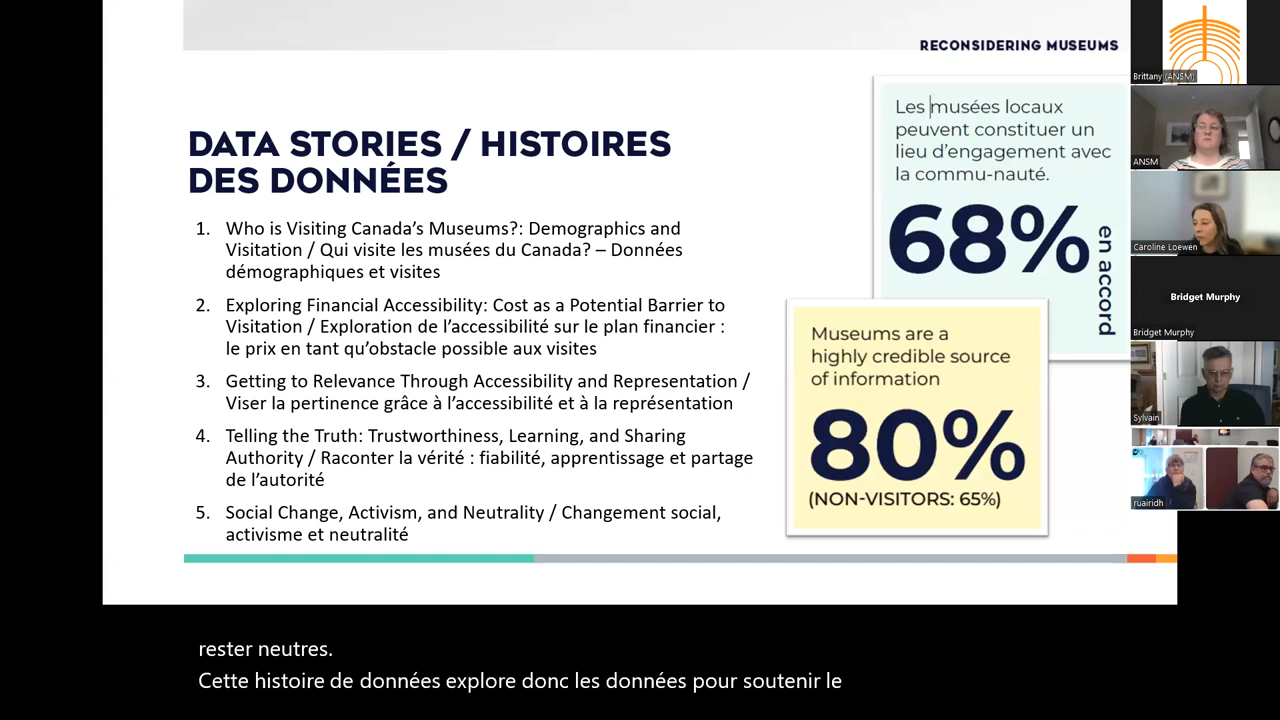 RECONSIDERING MUSEUMS
DATA STORIES / HISTOIRES
DES DONNÉES
1. Who is Visiting Canada's Museums?: Demographics and
Visitation / Qui visite les musées du Canada? – Données
démographiques et visites
2. Exploring Financial Accessibility: Cost as a Potential Barrier to
Visitation / Exploration de l'accessibilité sur le plan financier :
le prix en tant qu'obstacle possible aux visites
3. Getting to Relevance Through Accessibility and Representation /
Viser la pertinence grâce à l'accessibilité et à la représentation
4. Telling the Truth: Trustworthiness, Learning, and Sharing
Authority / Raconter la vérité : fiabilité, apprentissage et partage
de l'autorité
5. Social Change, Activism, and Neutrality / Changement social,
activisme et neutralité
Les musées locaux
peuvent constituer un
lieu d'engagement avec
la commu-nauté.
68%
en accord
Museums are a
highly credible source
of information
80%
(NON-VISITORS: 65%)
Brittany (ANSM)
ANSM
Caroline Loewen
Bridget Murphy
Bridget Murphy
Sylvain
ruairidh
rester neutres.
Cette histoire de données explore donc les données pour soutenir le